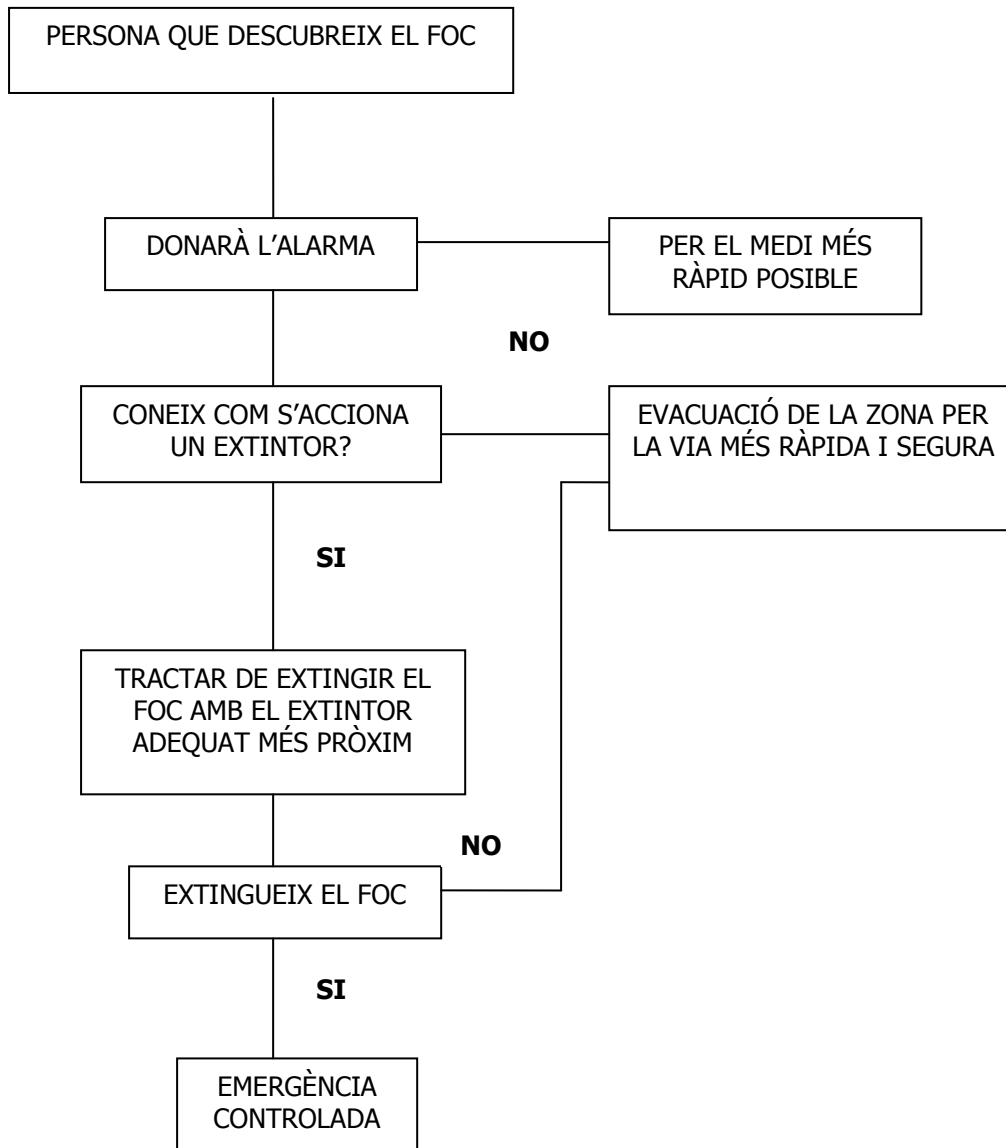 PERSONA QUE DESCUBREIX EL FOC
DONARÀ L'ALARMA
PER EL MEDI MÉS
RÀPID POSIBLE
NO
CONEIX COM S'ACCIONA
UN EXTINTOR?
EVACUACIÓ DE LA ZONA PER
LA VIA MÉS RÀPIDA I SEGURA
SI
TRACTAR DE EXTINGIR EL
FOC AMB EL EXTINTOR
ADEQUAT MÉS PRÒXIM
NO
EXTINGUEIX EL FOC
SI
EMERGÈNCIA
CONTROLADA